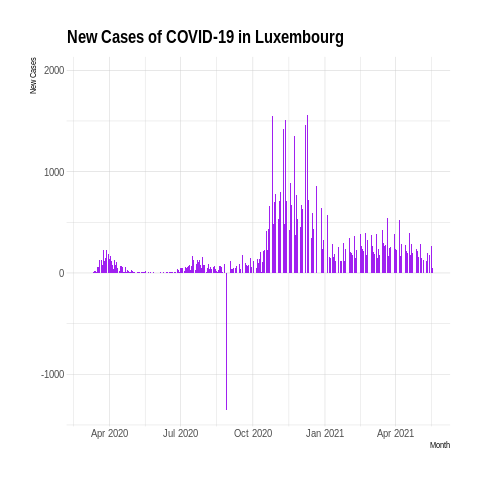 New Cases of COVID-19 in Luxembourg
New Cases
2000
1000
0
-1000
Apr 2020
Jul 2020
Oct 2020
Jan 2021
Apr 2021
Month